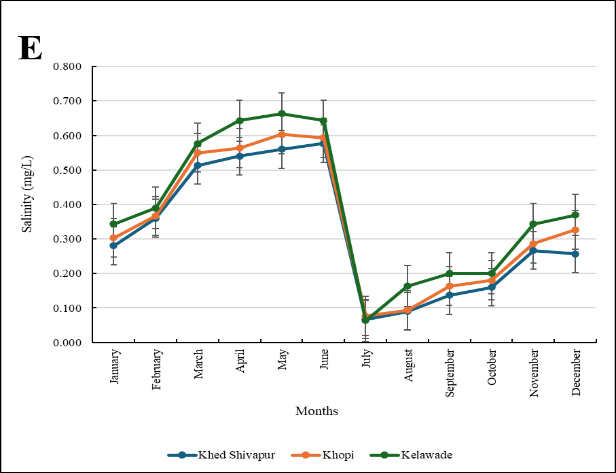 E
0.800
0.700
0.600
0.500
0.400
0.300
0.200
0.100
0.000
Salinity (mg/L)
January
February
March
April
May
June
July
August
September
October
November
December
Months
Khed Shivapur
Khopi
Kelawade